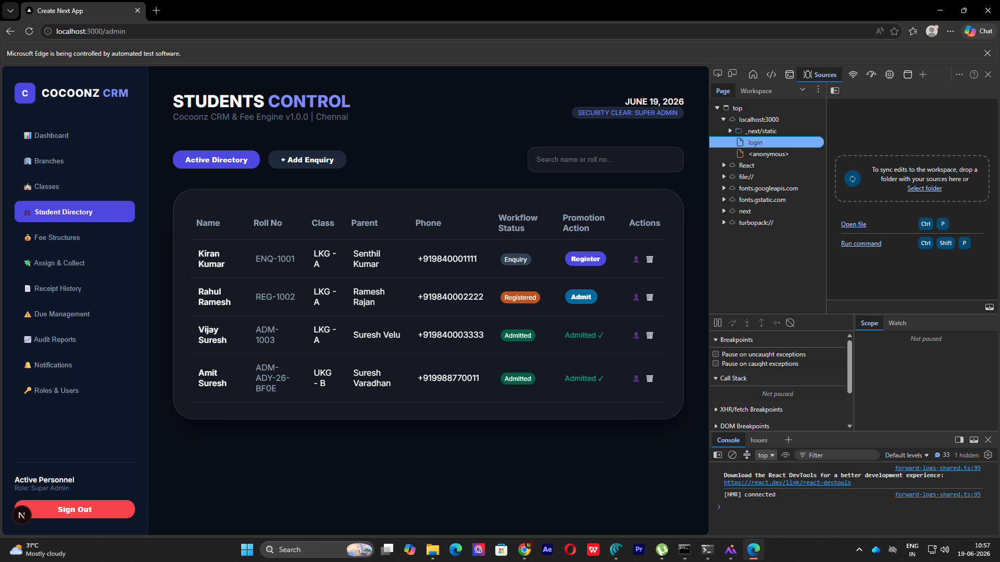 Create Next App
localhost:3000/admin
Chat
Microsoft Edge is being controlled by automated test software.
C
COCOONZ CRM
Dashboard
Branches
Classes
Student Directory
Fee Structures
Assign & Collect
Receipt History
Due Management
Audit Reports
Notifications
Roles & Users
Active Personnel
Role: Super Admin
Sign Out
N
STUDENTS CONTROL
Cocoonz CRM & Fee Engine v1.0.0 | Chennai
JUNE 19, 2026
SECURITY CLEAR: SUPER ADMIN
Active Directory
+ Add Enquiry
Search name or roll no...
Name Roll No Class Parent Phone Workflow Status Promotion Action Actions
Kiran Kumar ENQ-1001 LKG - A Senthil Kumar +919840001111 Enquiry Register
Rahul Ramesh REG-1002 LKG - A Ramesh Rajan +919840002222 Registered Admit
Vijay Suresh ADM-1003 LKG - A Suresh Velu +919840003333 Admitted Admitted ✓
Amit Suresh ADM-ADY-26-BF0E UKG - B Suresh Varadhan +919988770011 Admitted Admitted ✓
Sources
Page
Workspace
top
localhost:3000
_next/static
login
<anonymous>
React
file://
fonts.googleapis.com
fonts.gstatic.com
next
turbopack://
To sync edits to the workspace, drop a
folder with your sources here or
Select folder
Open file Ctrl P
Run command Ctrl Shift P
Scope
Watch
Not paused
Breakpoints
Pause on uncaught exceptions
Pause on caught exceptions
Call Stack
Not paused
XHR/fetch Breakpoints
DOM Breakpoints
Console
Issues
top
Filter
Default levels
33
1 hidden
forward-logs-shared.ts:95
Download the React DevTools for a better development experience:
https://react.dev/link/react-devtools
[HMR] connected
forward-logs-shared.ts:95
31°C
Mostly cloudy
Search
Ae
W
Pr
ENG
IN
10:57
19-06-2026